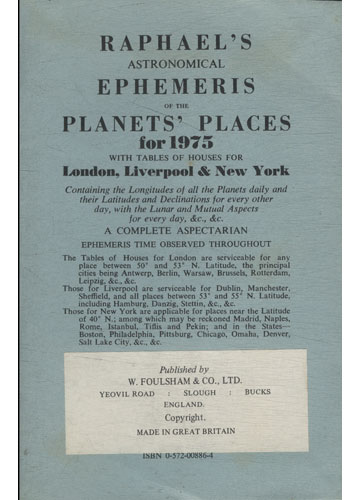 RAPHAEL'S
ASTRONOMICAL
EPHEMERIS
OF THE
PLANETS' PLACES
for 1975
WITH TABLES OF HOUSES FOR
London, Liverpool & New York
Containing the Longitudes of all the Planets daily and
their Latitudes and Declinations for every other
day, with the Lunar and Mutual Aspects
for every day, &c., &c.
A COMPLETE ASPECTARIAN
EPHEMERIS TIME OBSERVED THROUGHOUT
The Tables of Houses for London are serviceable for any
place between 50° and 53° N. Latitude, the principal
cities being Antwerp, Berlin, Warsaw, Brussels, Rotterdam,
Leipzig, &c., &c.
Those for Liverpool are serviceable for Dublin, Manchester,
Sheffield, and all places between 53° and 55° N. Latitude,
including Hamburg, Danzig, Stettin, &c., &c.
Those for New York are applicable for places near the Latitude
of 40° N.; among which may be reckoned Madrid, Naples,
Rome, Istanbul, Tiflis and Pekin; and in the States—
Boston, Philadelphia, Pittsburg, Chicago, Omaha, Denver,
Salt Lake City, &c., &c.
Published by
W. FOULSHAM & CO., LTD.
YEOVIL ROAD : SLOUGH : BUCKS
ENGLAND.
Copyright.
MADE IN GREAT BRITAIN
ISBN 0-572-00886-4